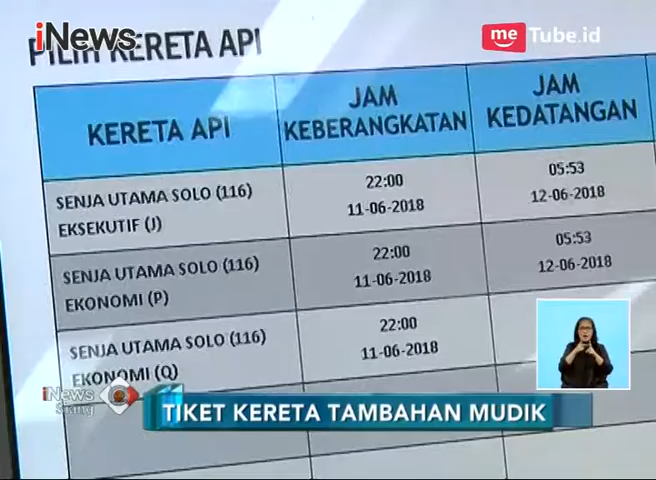 iNews
me Tube.id
PILIH KERETA API
KERETA API
JAM KEBERANGKATAN
JAM KEDATANGAN
SENJA UTAMA SOLO (116)
EKSEKUTIF (J)
22:00
11-06-2018
05:53
12-06-2018
SENJA UTAMA SOLO (116)
EKONOMI (P)
22:00
11-06-2018
05:53
12-06-2018
SENJA UTAMA SOLO (116)
EKONOMI (Q)
22:00
11-06-2018
iNews
Siang
TIKET KERETA TAMBAHAN MUDIK